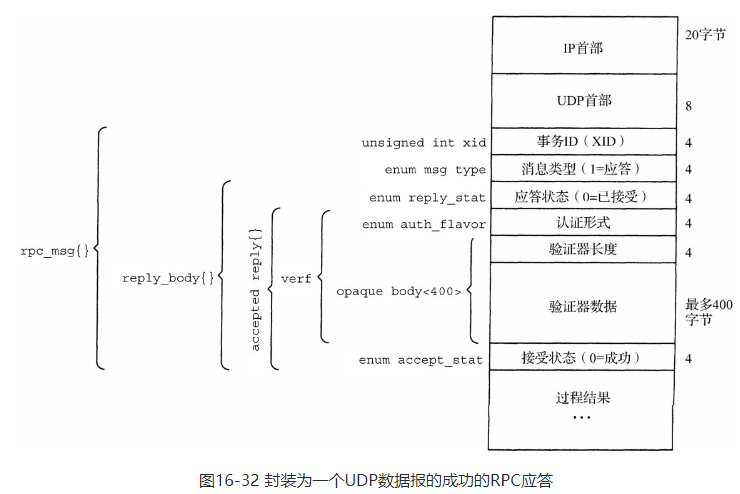 IP首部 20字节
UDP首部 8
unsigned int xid 事务ID（XID） 4
enum msg type 消息类型（1=应答） 4
enum reply_stat 应答状态（0=已接受） 4
enum auth_flavor 认证形式 4
验证器长度 4
rpc_msg{}
reply_body{}
accepted reply{}
verf
opaque body<400>
验证器数据 最多400
字节
enum accept_stat 接受状态（0=成功） 4
过程结果
…
图16-32 封装为一个UDP数据报的成功的RPC应答